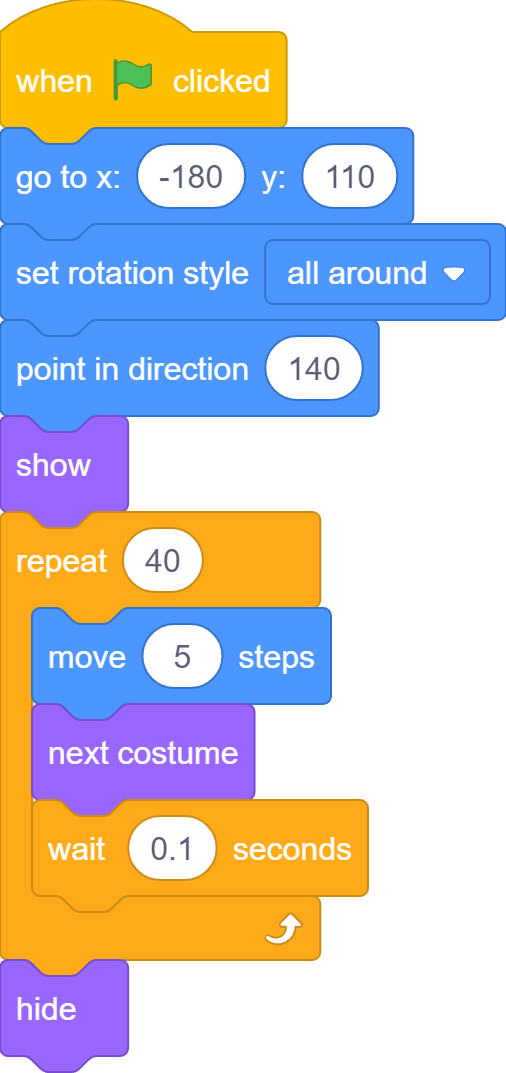 when clicked
go to x: -180 y: 110
set rotation style all around
point in direction 140
show
repeat 40
move 5 steps
next costume
wait 0.1 seconds
hide